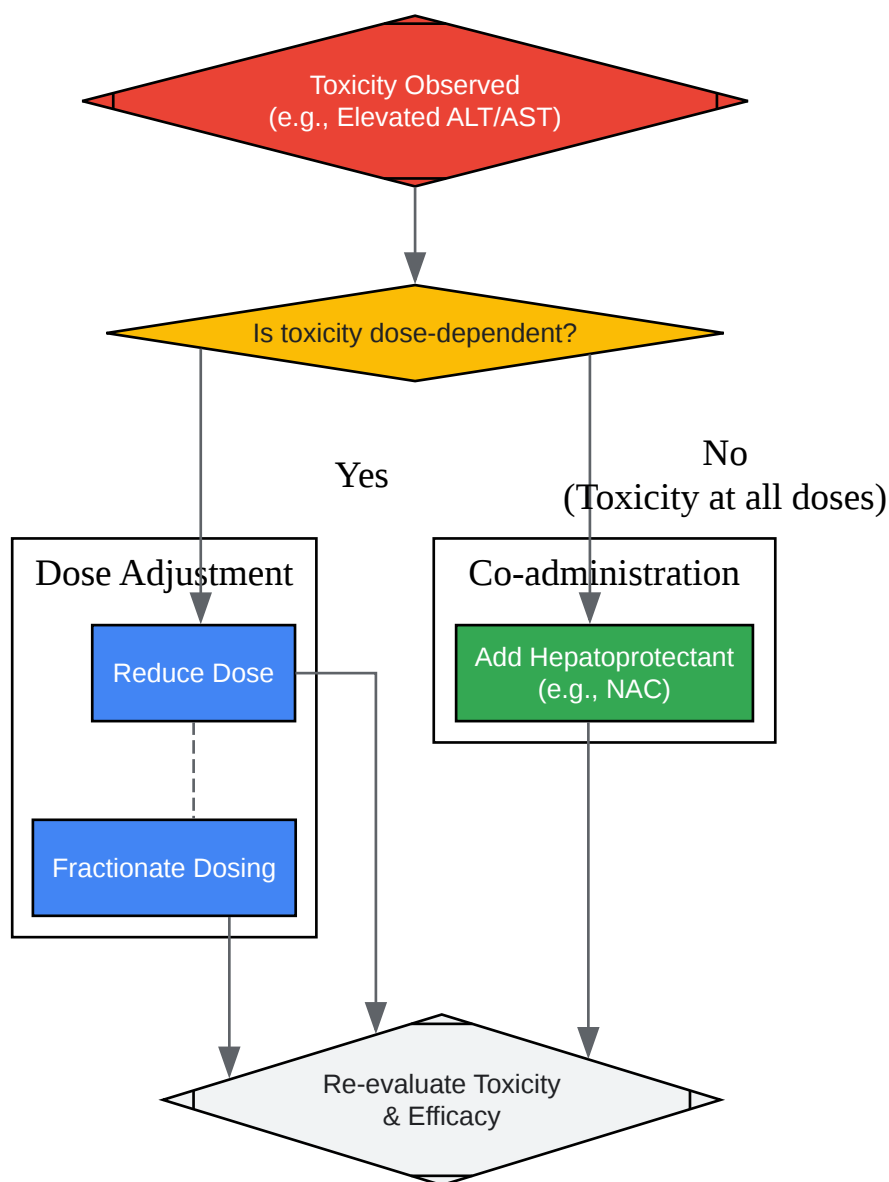 Toxicity Observed
(e.g., Elevated ALT/AST)
Is toxicity dose-dependent?
Yes
No
(Toxicity at all doses)
Dose Adjustment
Co-administration
Reduce Dose
Add Hepatoprotectant
(e.g., NAC)
Fractionate Dosing
Re-evaluate Toxicity
& Efficacy